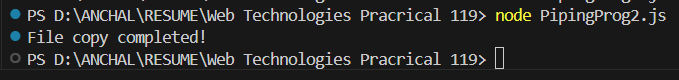 PS D:\ANCHAL\RESUME\Web Technologies Pracrical 119> node PipingProg2.js
File copy completed!
PS D:\ANCHAL\RESUME\Web Technologies Pracrical 119>